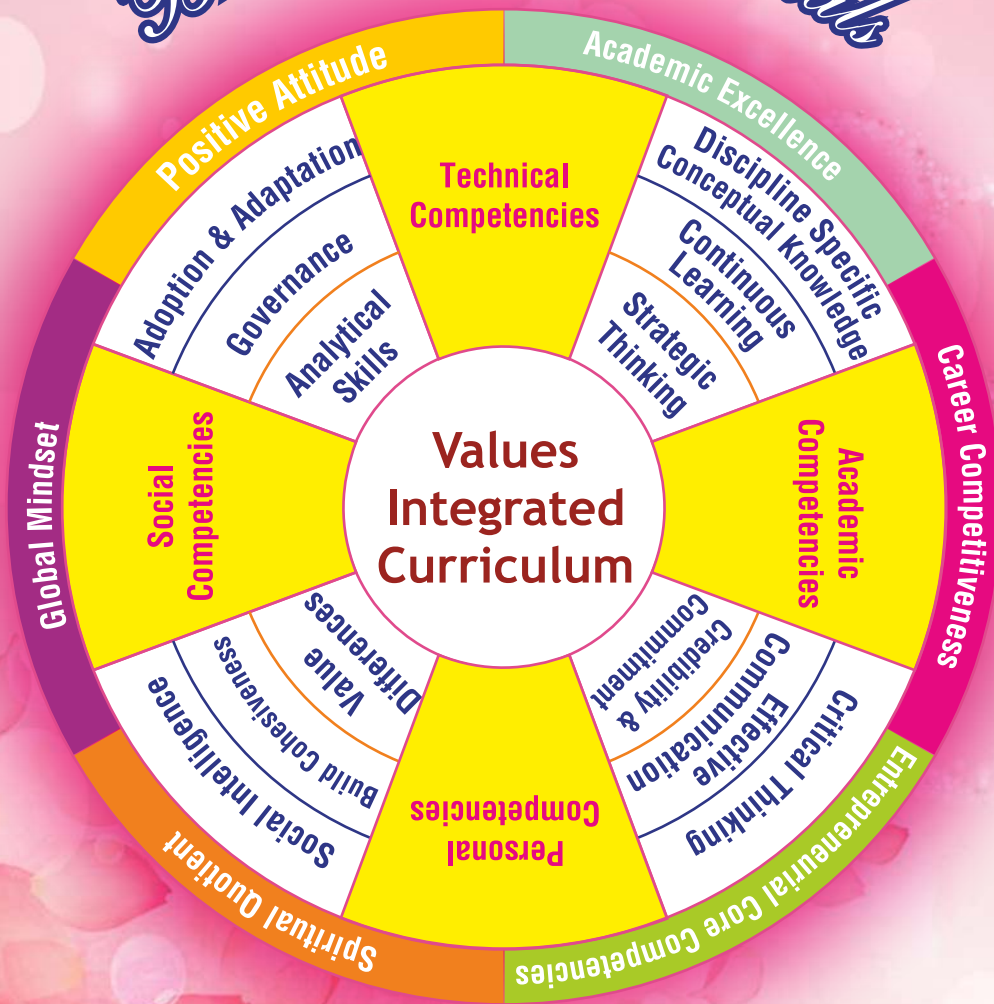 Positive Attitude
Academic Excellence
Career Competitiveness
Entrepreneurial Core Competencies
Spiritual Quotient
Global Mindset
Technical
Competencies
Discipline Specific
Conceptual Knowledge
Continuous
Learning
Strategic
Thinking
Academic
Competencies
Credibility &
Commitment
Effective
Communication
Critical Thinking
Personal
Competencies
Value
Differences
Build Cohesiveness
Social Intelligence
Social
Competencies
Adoption & Adaptation
Governance
Analytical
Skills
Values
Integrated
Curriculum